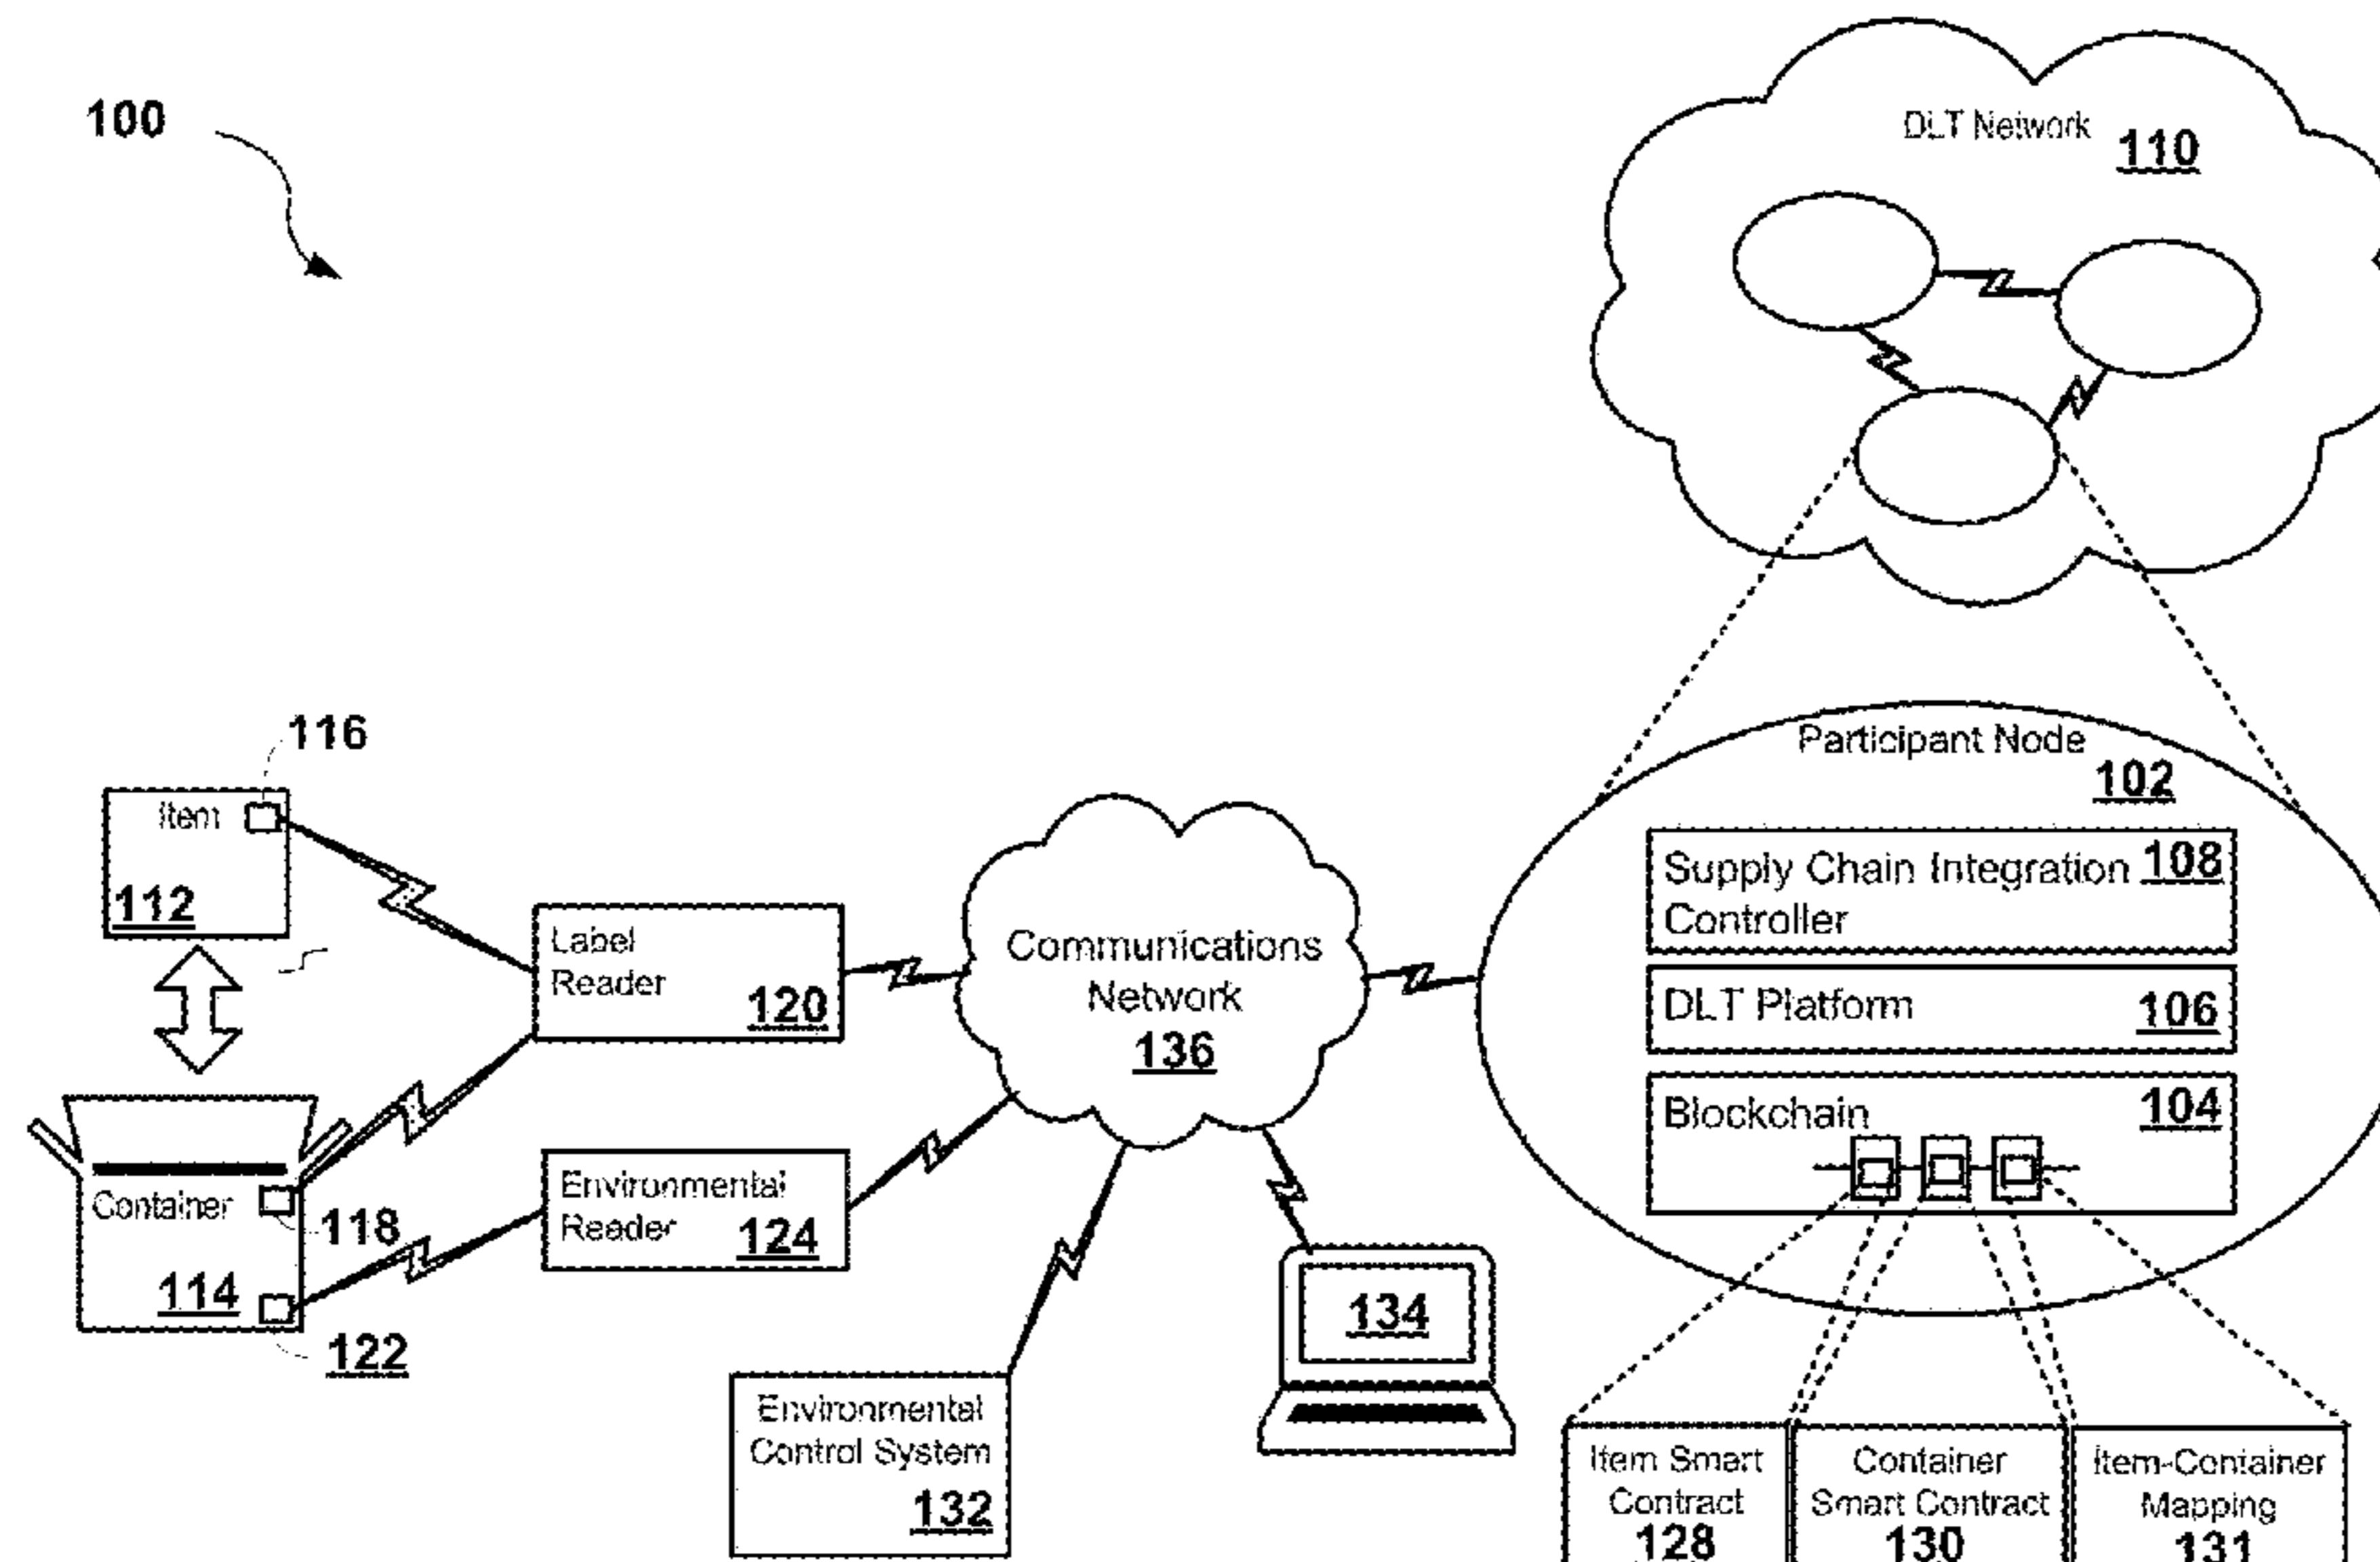 100
DLT Network
110
116
Item
112
Label
Reader
120
Communications
Network
136
Participant Node
102
Supply Chain Integration 108
Controller
DLT Platform 106
Blockchain 104
Container
118
114
122
Environmental
Reader 124
134
Environmental
Control System
132
Item Smart
Contract
128
Container
Smart Contract
130
Item-Container
Mapping
131